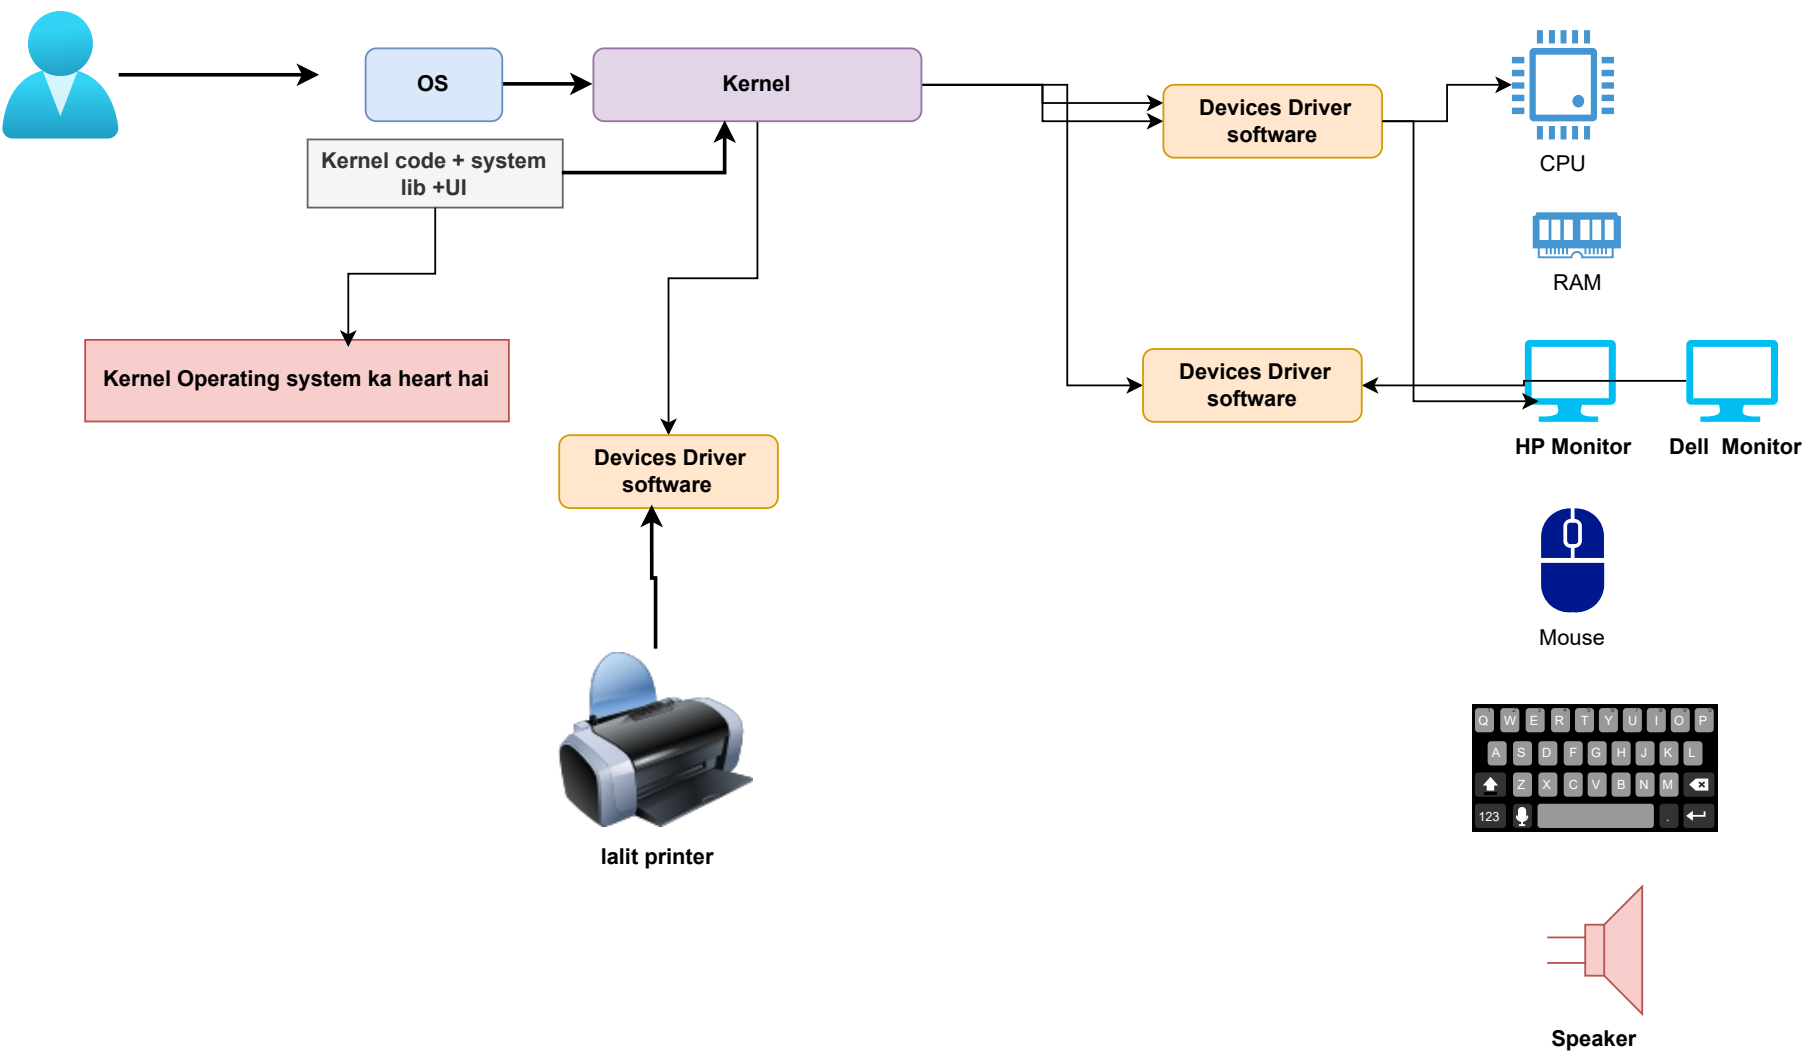 OS
Kernel
Kernel code + system
lib +UI
Kernel Operating system ka heart hai
Devices Driver
software
CPU
RAM
Devices Driver
software
HP Monitor
Dell  Monitor
Devices Driver
software
Mouse
lalit printer
Q W E R T Y U I O P
A S D F G H J K L
Z X C V B N M
123 .
Speaker